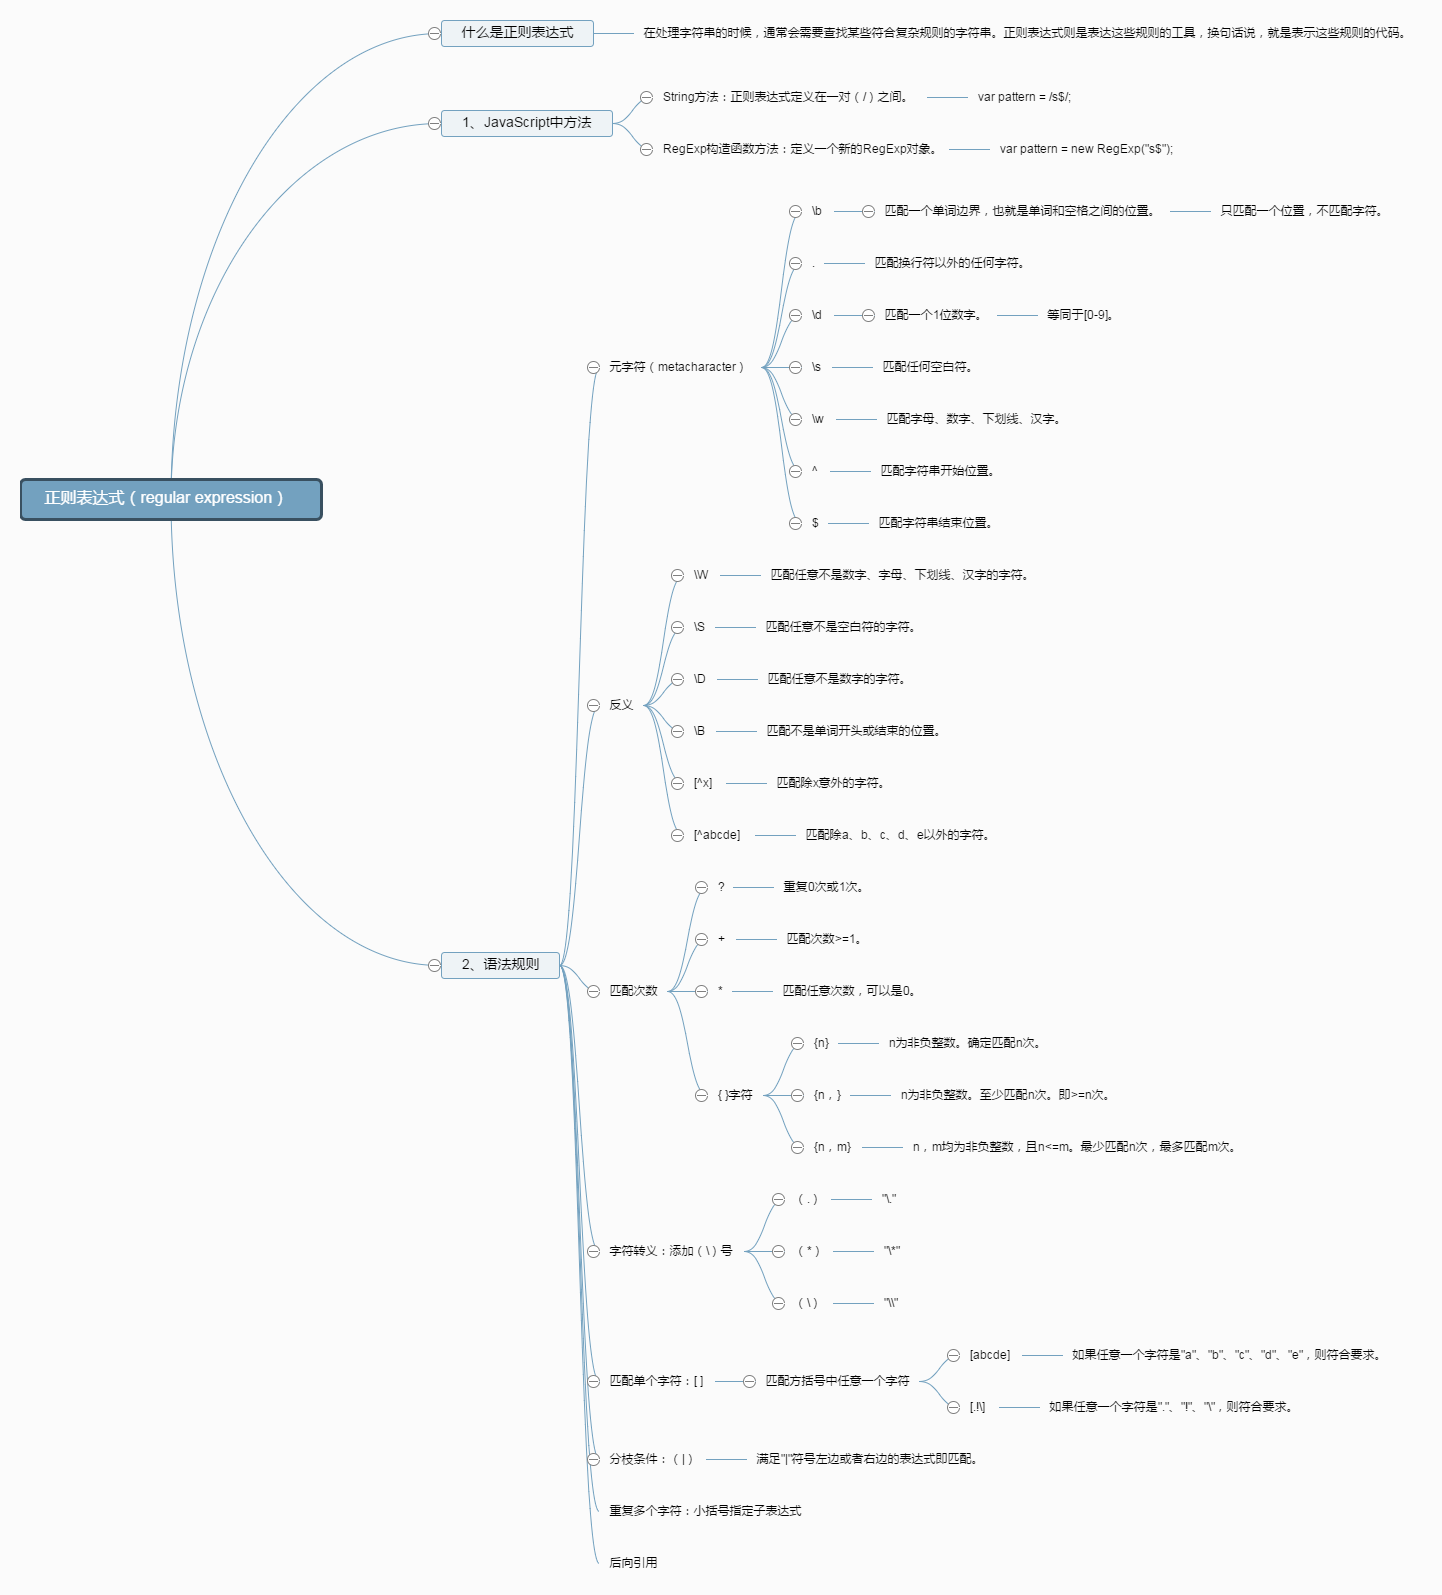 什么是正则表达式 在处理字符串的时候，通常会需要查找某些符合复杂规则的字符串。正则表达式则是表达这些规则的工具，换句话说，就是表示这些规则的代码。
String方法：正则表达式定义在一对（/）之间。 var pattern = /s$/;
1、JavaScript中方法
RegExp构造函数方法：定义一个新的RegExp对象。 var pattern = new RegExp("s$");
\b 匹配一个单词边界，也就是单词和空格之间的位置。 只匹配一个位置，不匹配字符。
. 匹配换行符以外的任何字符。
\d 匹配一个1位数字。 等同于[0-9]。
元字符（metacharacter） \s 匹配任何空白符。
\w 匹配字母、数字、下划线、汉字。
^ 匹配字符串开始位置。
正则表达式（regular expression）
$ 匹配字符串结束位置。
\W 匹配任意不是数字、字母、下划线、汉字的字符。
\S 匹配任意不是空白符的字符。
\D 匹配任意不是数字的字符。
反义
\B 匹配不是单词开头或结束的位置。
[^x] 匹配除x意外的字符。
[^abcde] 匹配除a、b、c、d、e以外的字符。
? 重复0次或1次。
+ 匹配次数>=1。
2、语法规则
匹配次数 * 匹配任意次数，可以是0。
{n} n为非负整数。确定匹配n次。
{ }字符 {n，} n为非负整数。至少匹配n次。即>=n次。
{n，m} n，m均为非负整数，且n<=m。最少匹配n次，最多匹配m次。
（.） "\."
字符转义：添加（\）号 （*） "\*"
（\） "\\"
[abcde] 如果任意一个字符是"a"、"b"、"c"、"d"、"e"，则符合要求。
匹配单个字符：[ ] 匹配方括号中任意一个字符
[.!\] 如果任意一个字符是"."、"!"、"\"，则符合要求。
分枝条件：（|） 满足"|"符号左边或者右边的表达式即匹配。
重复多个字符：小括号指定子表达式
后向引用